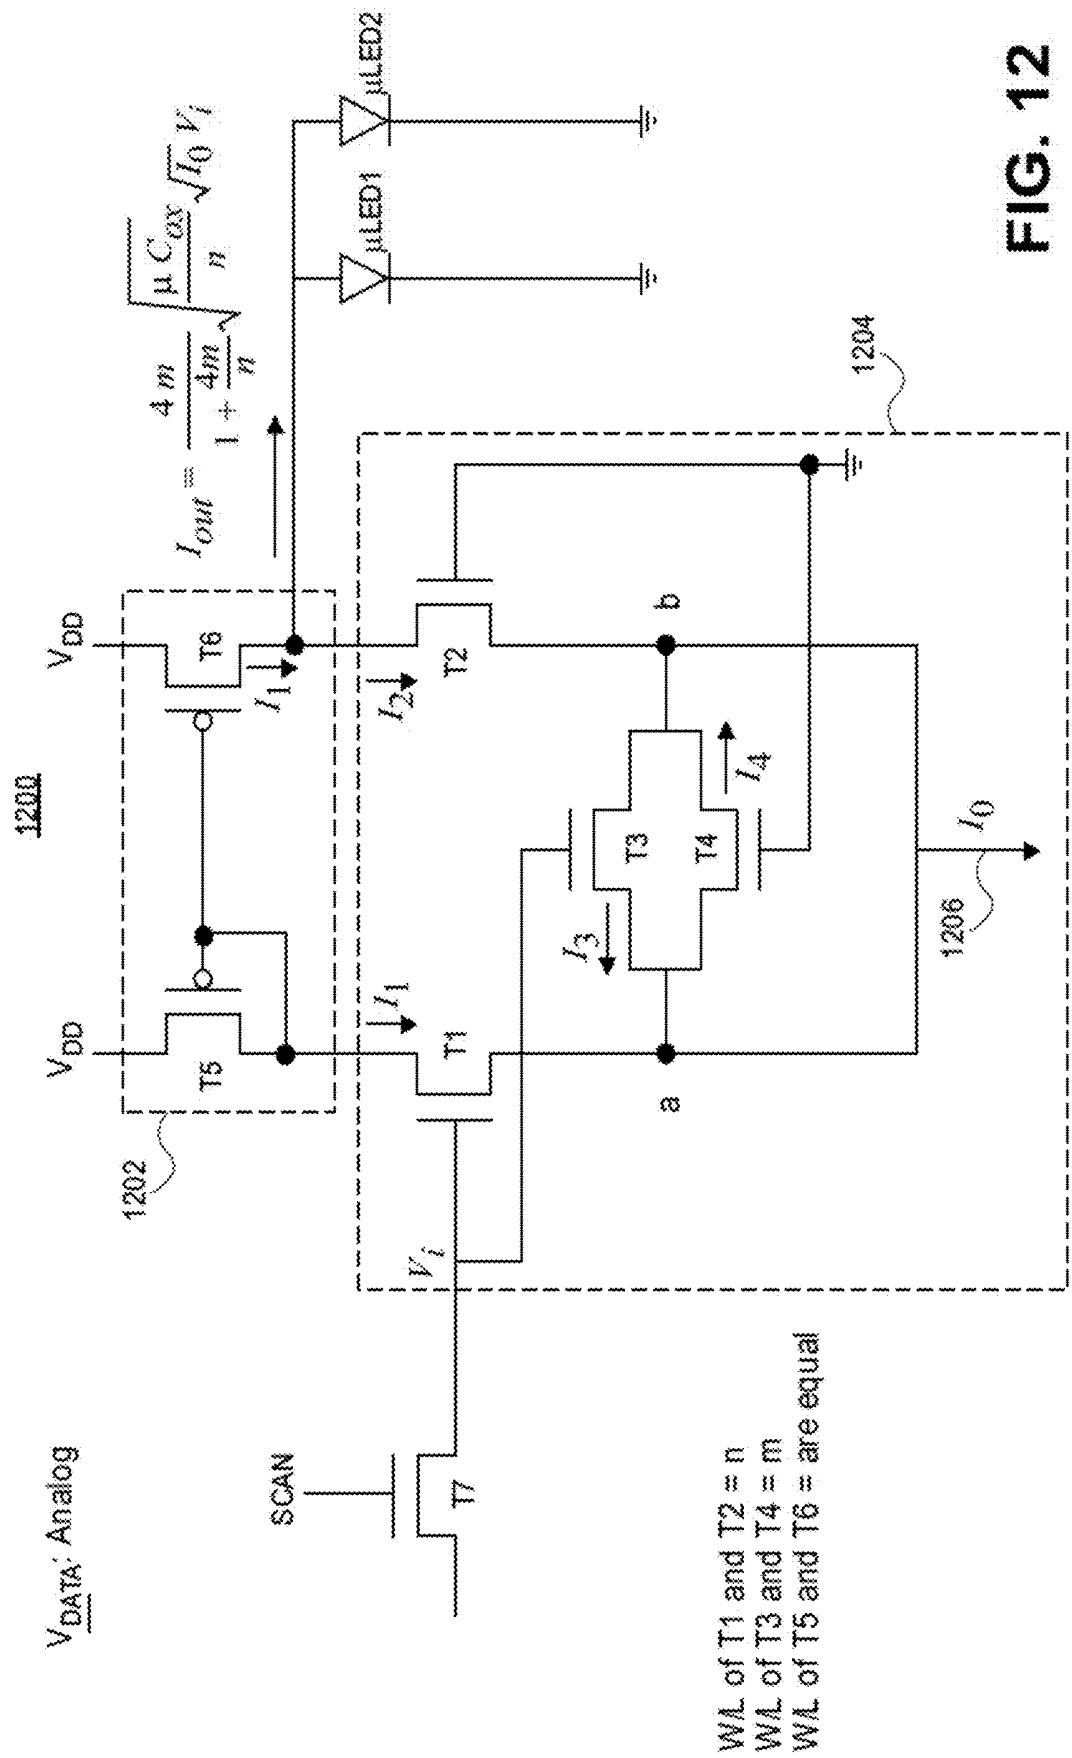 1200
V_DATA: Analog
V_DD
V_DD
I_out = 4m / (1 + 4m/n) √(μ C_ox / n) √I_0 V_i
1202
T5
T6
I_1
μLED1
μLED2
SCAN
T7
V_i
I_1
I_2
T1
T2
I_3
T3
T4
I_4
a
b
1204
1206
I_0
W/L of T1 and T2 = n
W/L of T3 and T4 = m
W/L of T5 and T6 = are equal
FIG. 12